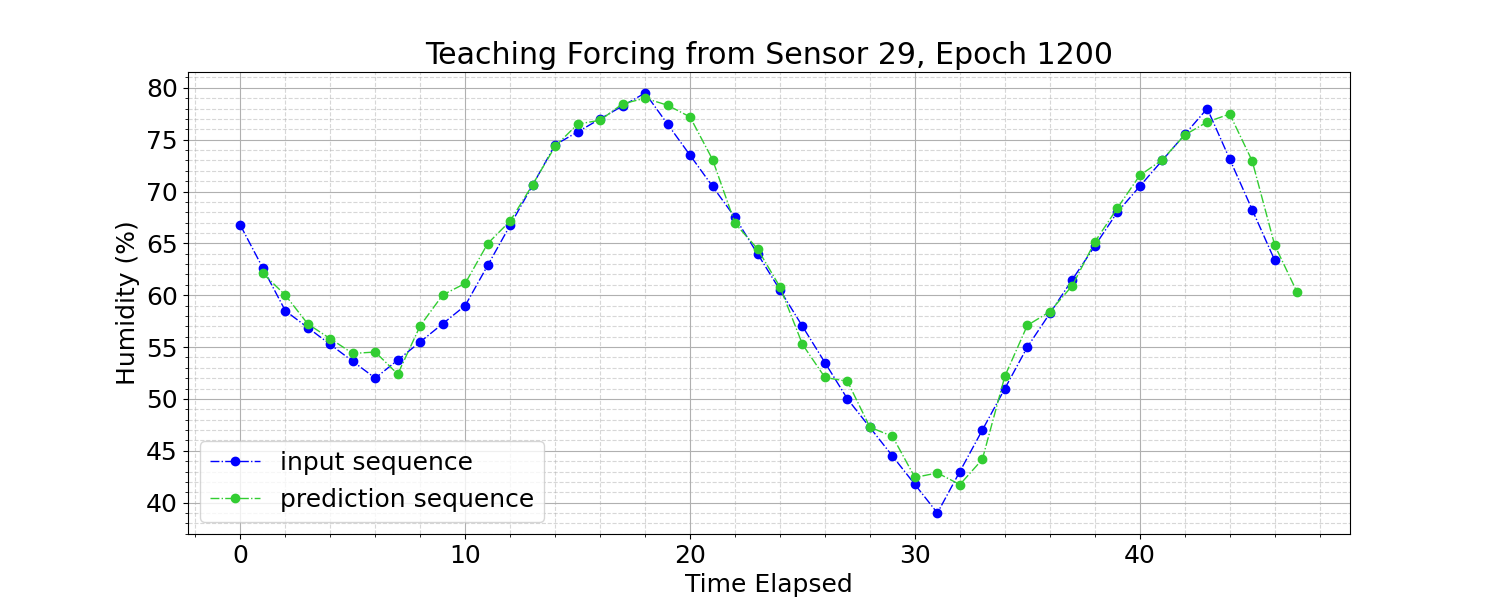 Teaching Forcing from Sensor 29, Epoch 1200
Humidity (%)
80
75
70
65
60
55
50
45
40
input sequence
prediction sequence
0 10 20 30 40
Time Elapsed